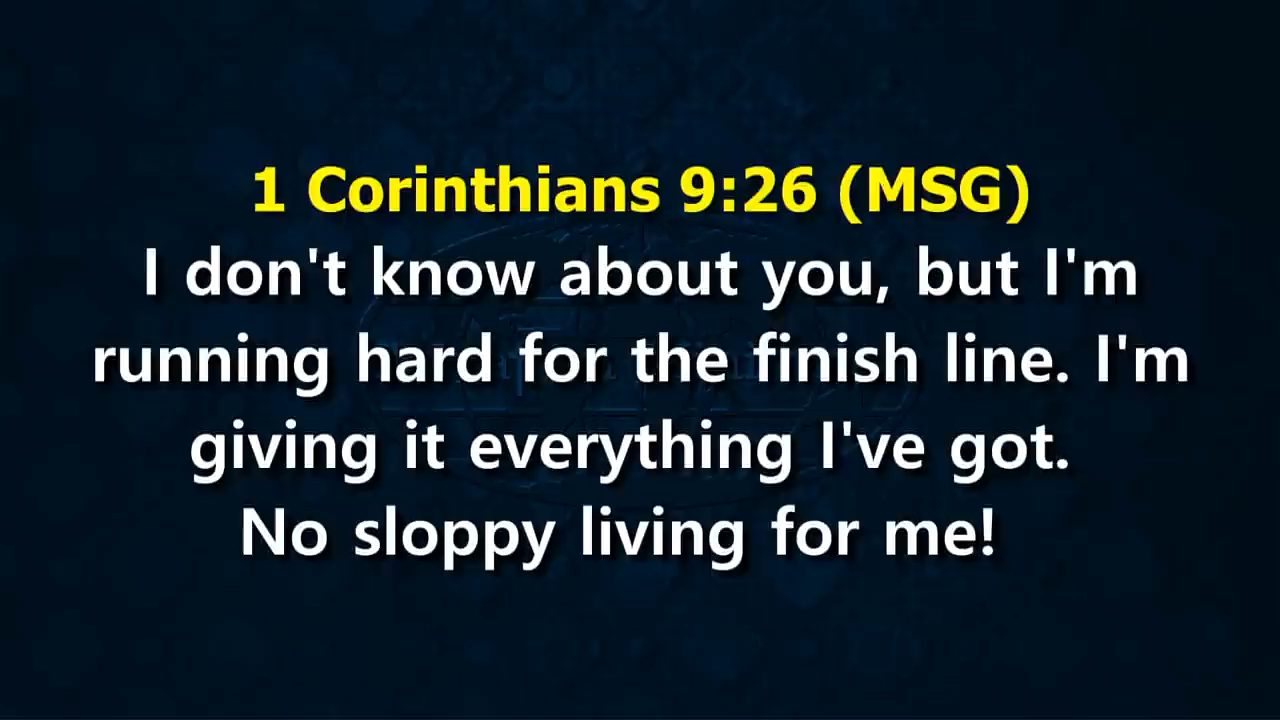 1 Corinthians 9:26 (MSG)
I don't know about you, but I'm
running hard for the finish line. I'm
giving it everything I've got.
No sloppy living for me!